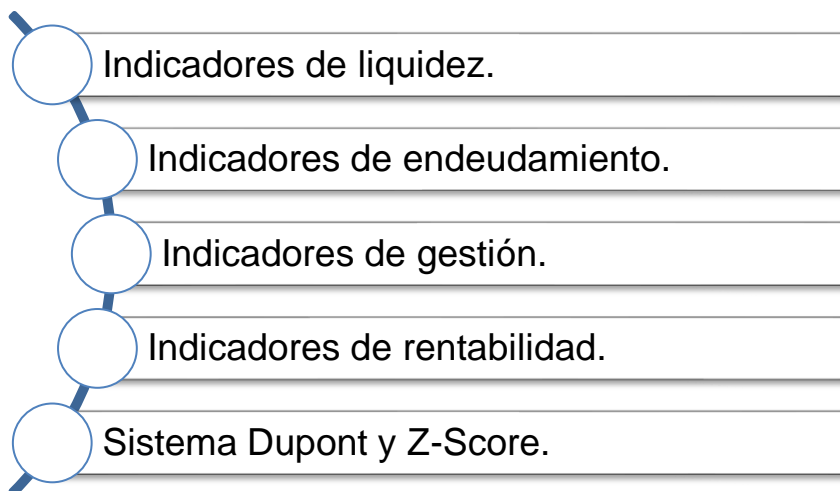 Indicadores de liquidez.
Indicadores de endeudamiento.
Indicadores de gestión.
Indicadores de rentabilidad.
Sistema Dupont y Z-Score.